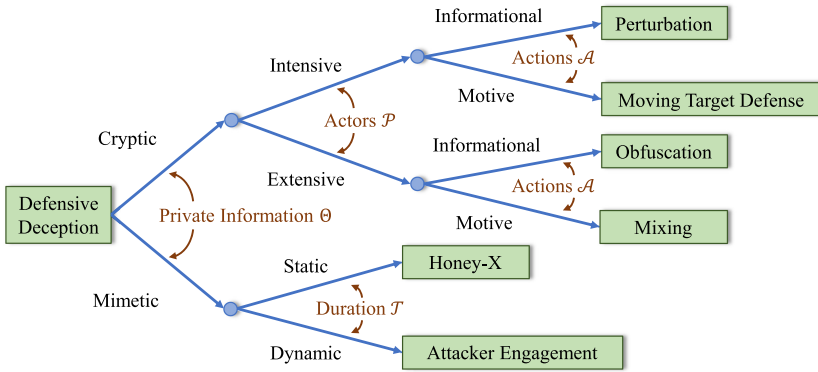 Informational
Perturbation
Intensive
Actions 𝒜
Motive
Moving Target Defense
Actors 𝒫
Cryptic
Informational
Obfuscation
Extensive
Actions 𝒜
Defensive
Deception
Private Information Θ
Motive
Mixing
Static
Honey-X
Mimetic
Duration 𝒯
Dynamic
Attacker Engagement